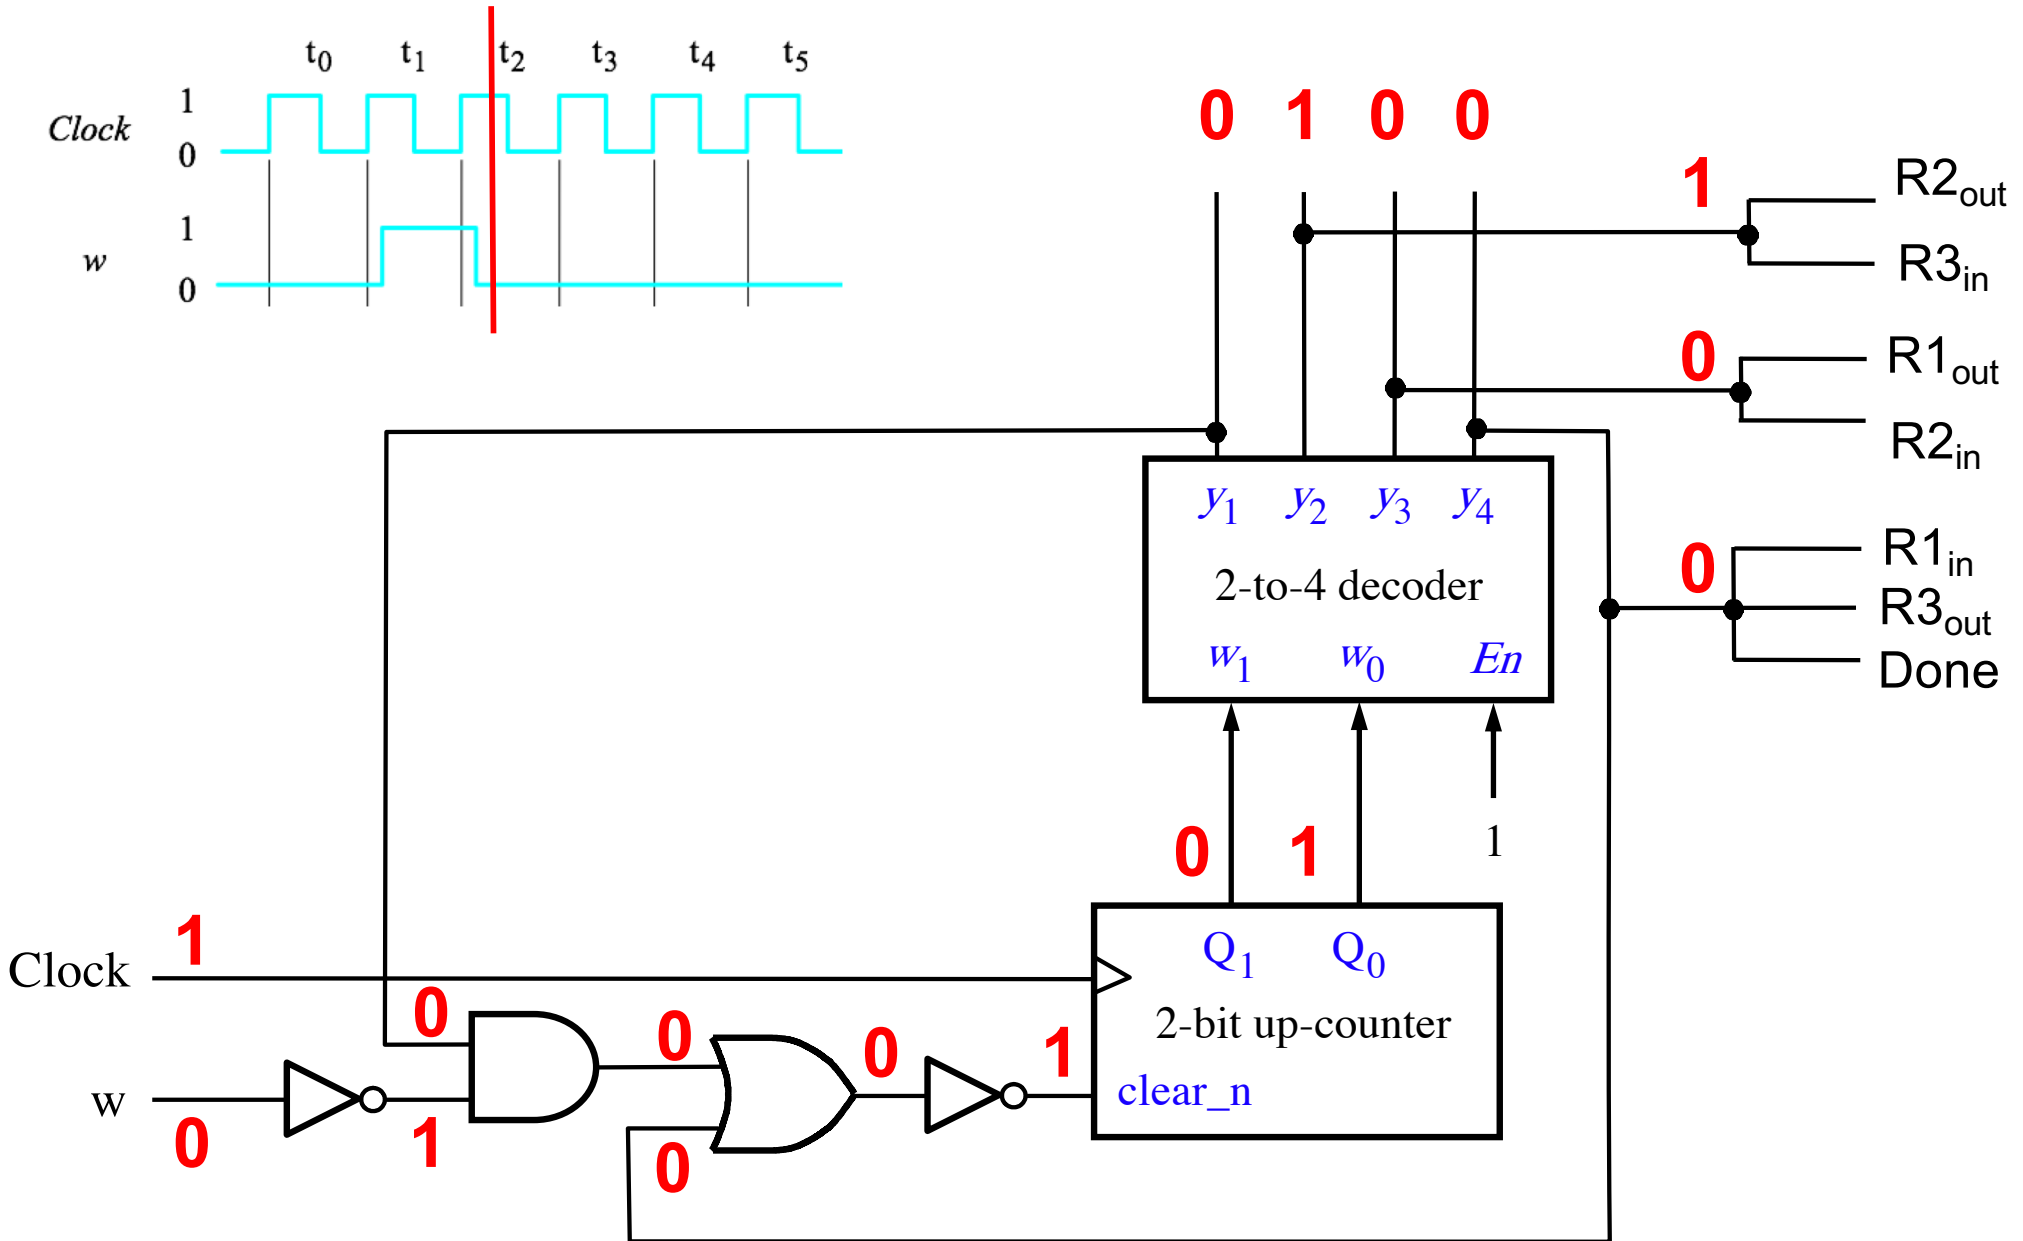 t0 t1 t2 t3 t4 t5
1
Clock
0
1
w
0
0 1 0 0
1
R2out
R3in
0
R1out
R2in
y1 y2 y3 y4
2-to-4 decoder
w1 w0 En
0
R1in
R3out
Done
0 1 1
Clock 1
Q1 Q0
2-bit up-counter
clear_n
0 0 0 1
w
0 1 0